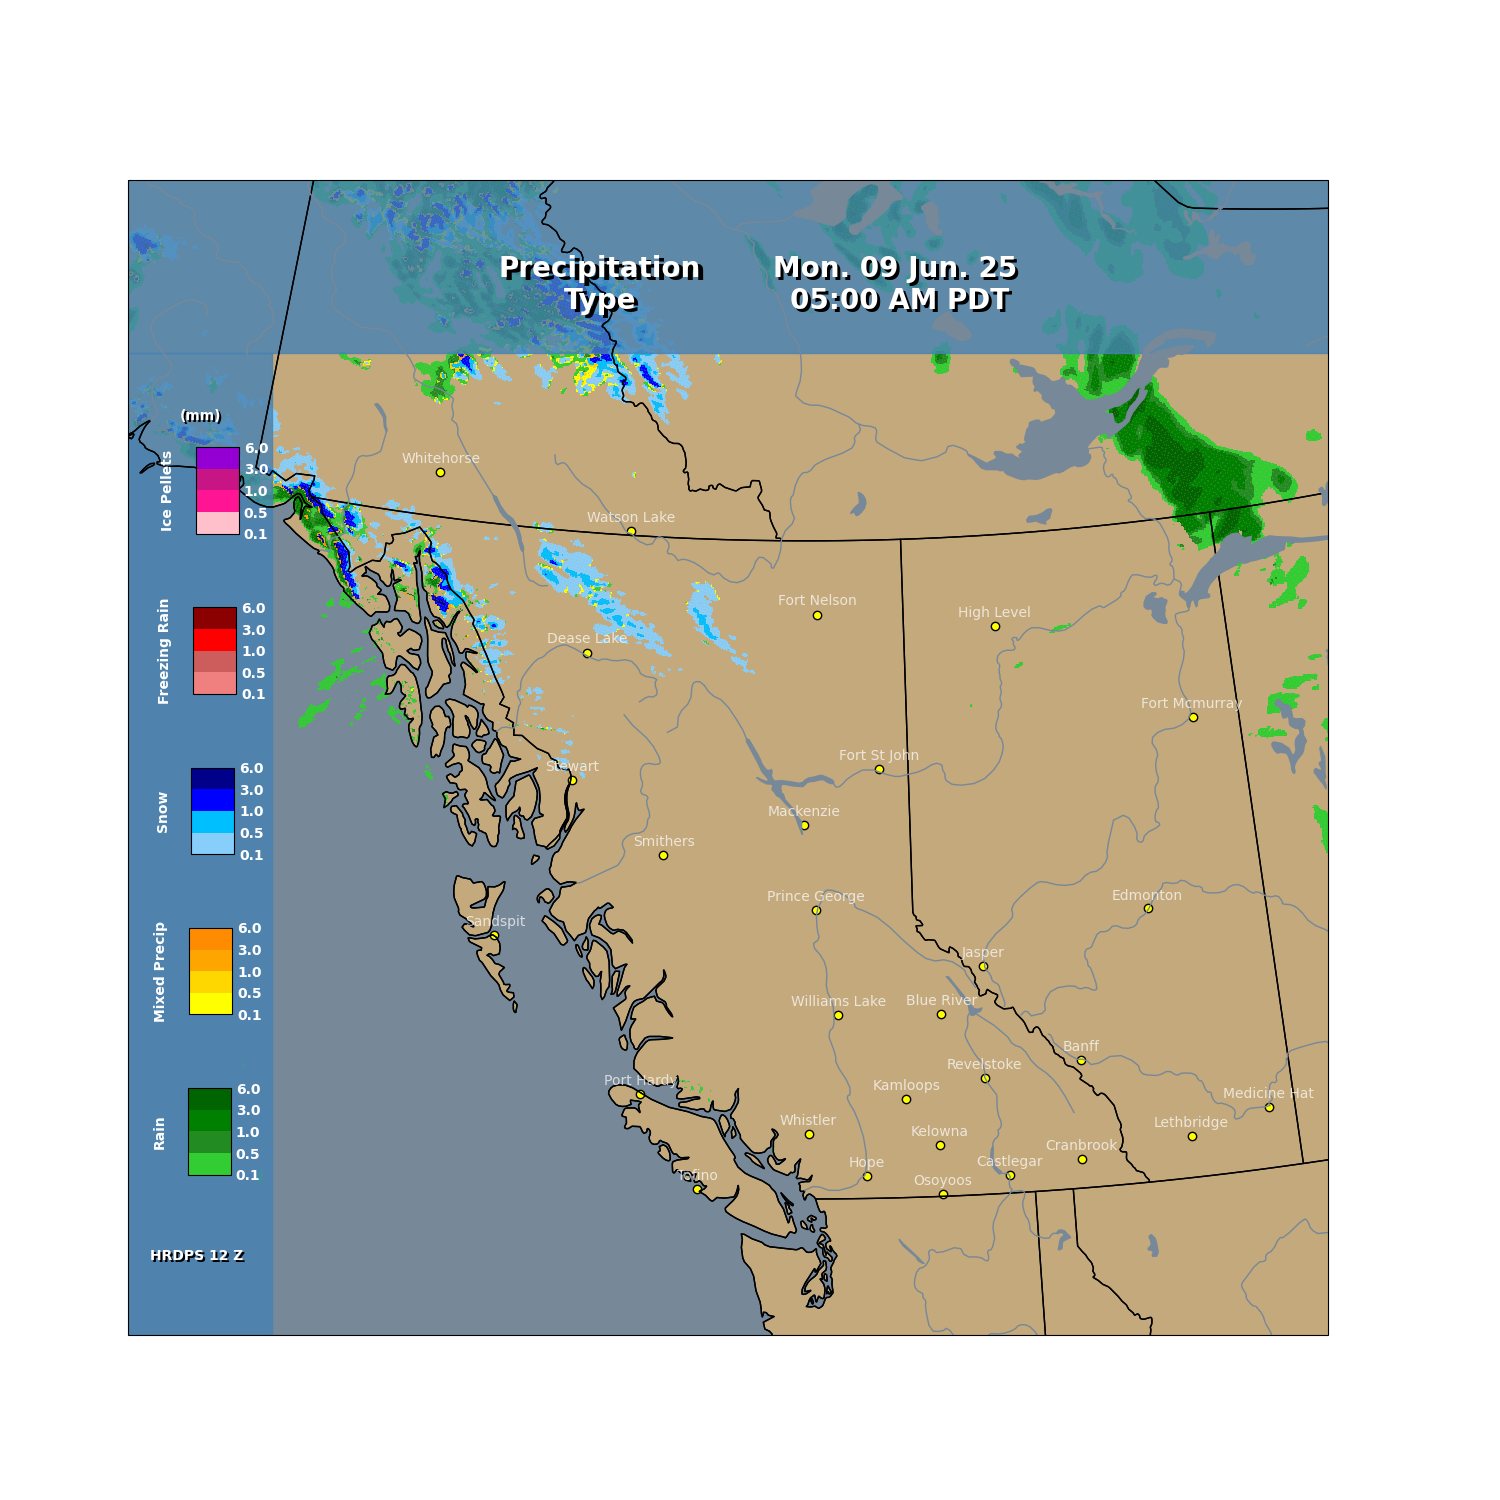 Precipitation
Type
Mon. 09 Jun. 25
05:00 AM PDT
(mm)
Ice Pellets
6.0
3.0
1.0
0.5
0.1
Freezing Rain
6.0
3.0
1.0
0.5
0.1
Snow
6.0
3.0
1.0
0.5
0.1
Mixed Precip
6.0
3.0
1.0
0.5
0.1
Rain
6.0
3.0
1.0
0.5
0.1
HRDPS 12 Z
Whitehorse
Watson Lake
Fort Nelson
High Level
Dease Lake
Fort Mcmurray
Fort St John
Stewart
Mackenzie
Smithers
Prince George
Edmonton
Sandspit
Jasper
Williams Lake
Blue River
Banff
Revelstoke
Port Hardy
Kamloops
Medicine Hat
Whistler
Lethbridge
Kelowna
Cranbrook
Hope
Castlegar
Tofino
Osoyoos